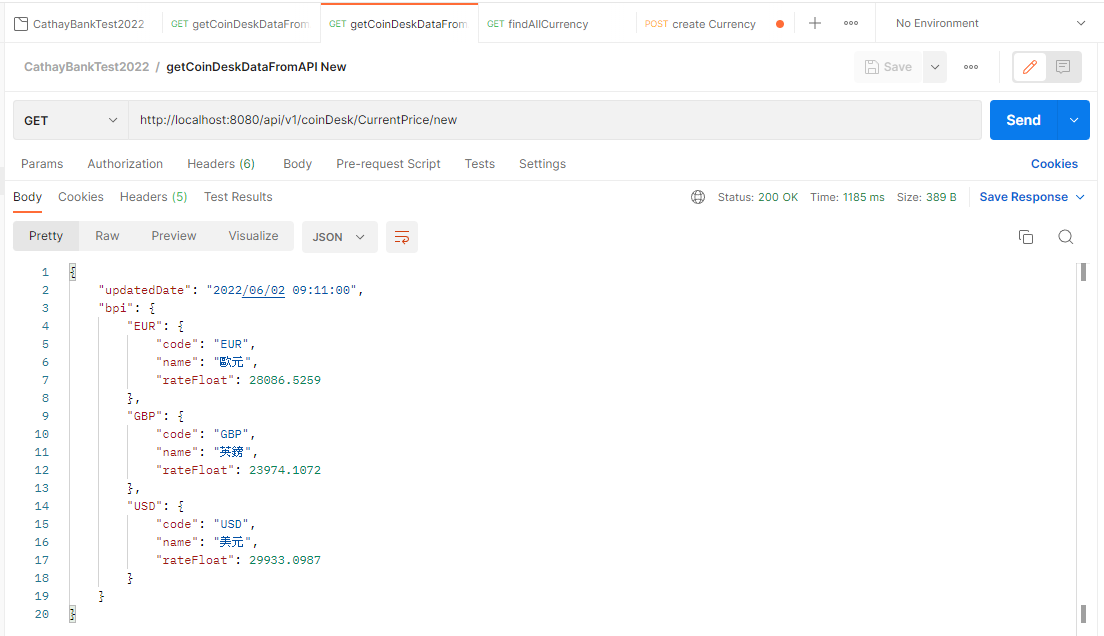 CathayBankTest2022 GET getCoinDeskDataFrom GET getCoinDeskDataFrom GET findAllCurrency POST create Currency No Environment
CathayBankTest2022 / getCoinDeskDataFromAPI New Save
GET http://localhost:8080/api/v1/coinDesk/CurrentPrice/new Send
Params Authorization Headers (6) Body Pre-request Script Tests Settings Cookies
Body Cookies Headers (5) Test Results Status: 200 OK Time: 1185 ms Size: 389 B Save Response
Pretty Raw Preview Visualize JSON
1 {
2 "updatedDate": "2022/06/02 09:11:00",
3 "bpi": {
4 "EUR": {
5 "code": "EUR",
6 "name": "歐元",
7 "rateFloat": 28086.5259
8 },
9 "GBP": {
10 "code": "GBP",
11 "name": "英鎊",
12 "rateFloat": 23974.1072
13 },
14 "USD": {
15 "code": "USD",
16 "name": "美元",
17 "rateFloat": 29933.0987
18 }
19 }
20 }